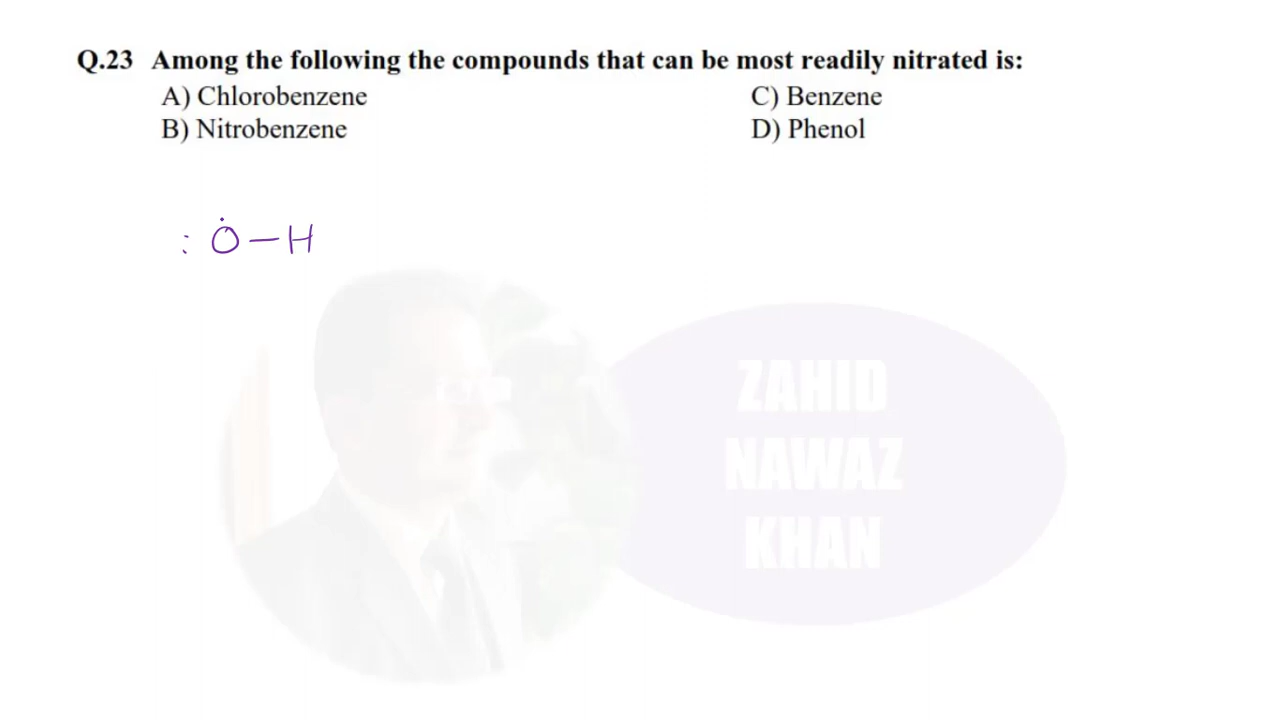 Q.23 Among the following the compounds that can be most readily nitrated is:
A) Chlorobenzene C) Benzene
B) Nitrobenzene D) Phenol
: Ȯ — H
ZAHID
NAWAZ
KHAN